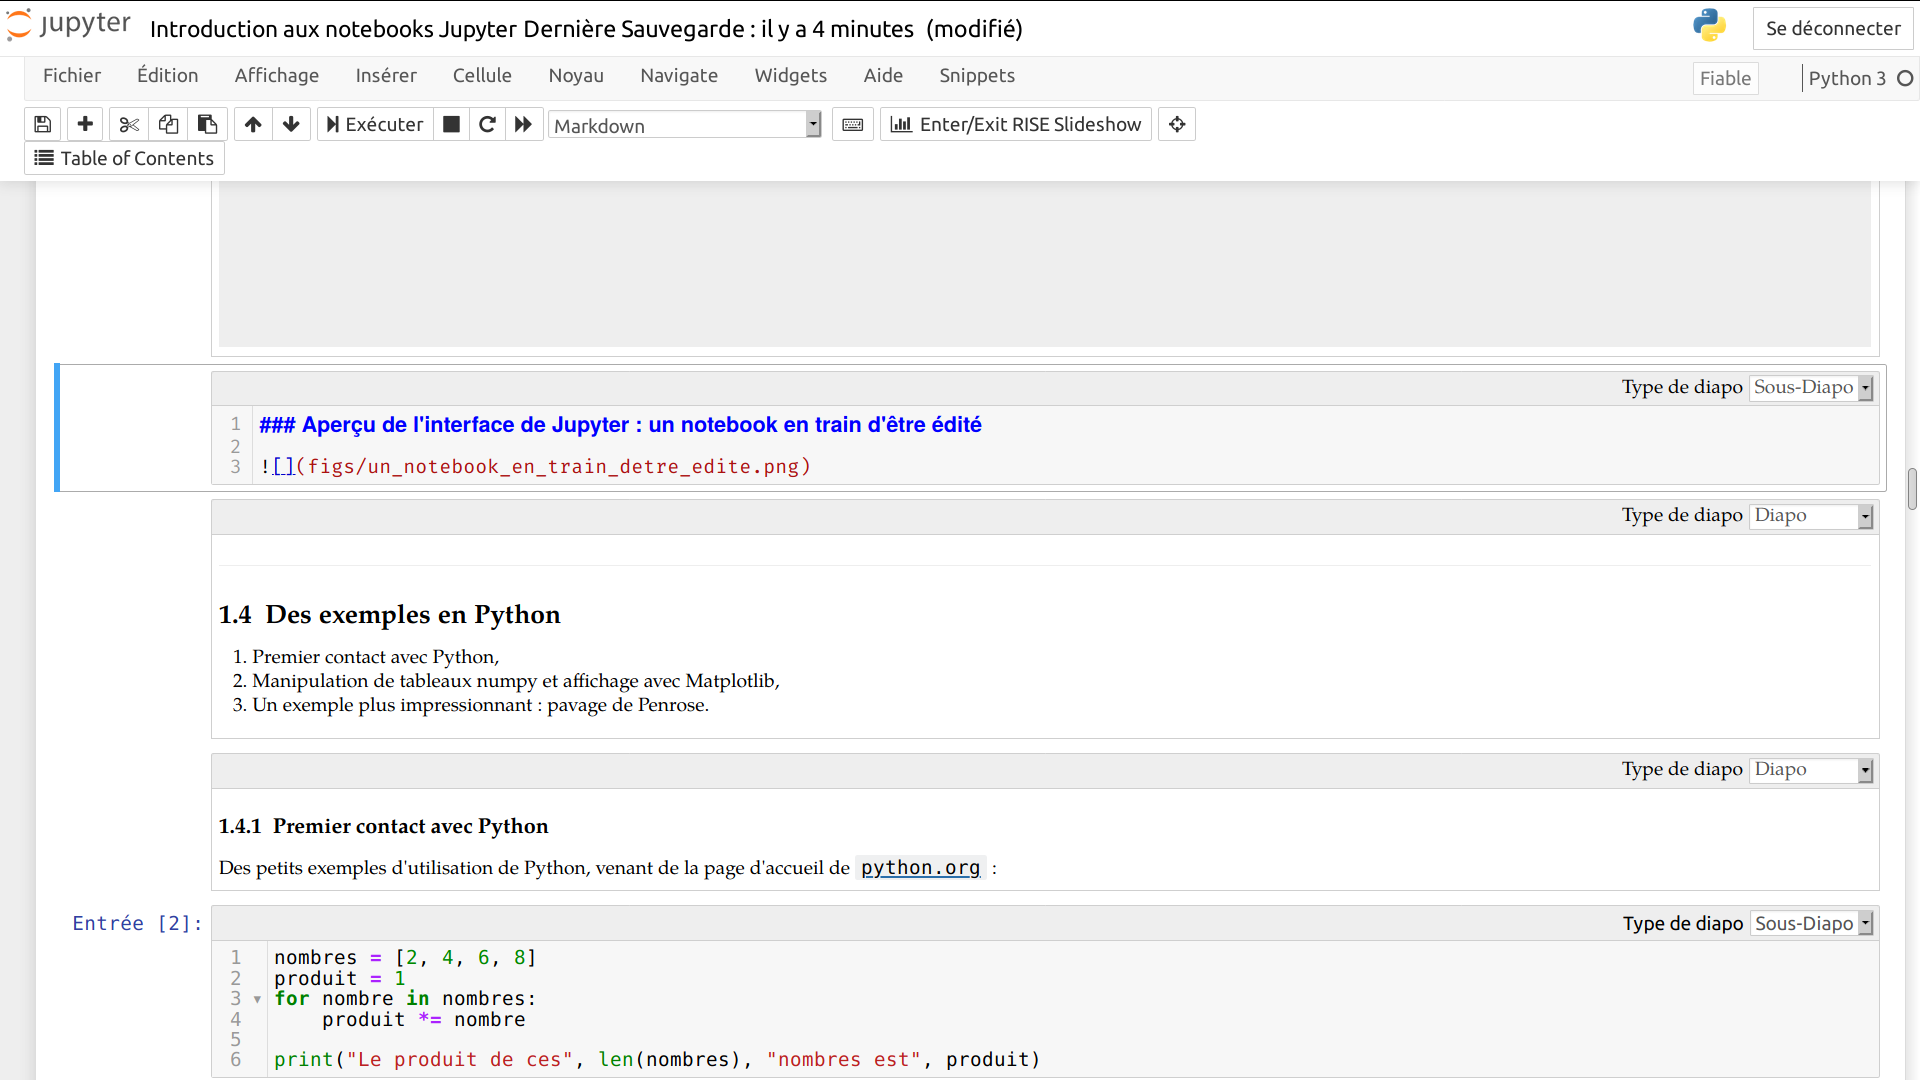 jupyter Introduction aux notebooks Jupyter Dernière Sauvegarde : il y a 4 minutes (modifié) Se déconnecter
Fichier Édition Affichage Insérer Cellule Noyau Navigate Widgets Aide Snippets Fiable Python 3
Exécuter Markdown Enter/Exit RISE Slideshow
Table of Contents
Type de diapo Sous-Diapo
1 ### Aperçu de l'interface de Jupyter : un notebook en train d'être édité
2
3 ![](figs/un_notebook_en_train_detre_edite.png)
Type de diapo Diapo
1.4 Des exemples en Python
1. Premier contact avec Python,
2. Manipulation de tableaux numpy et affichage avec Matplotlib,
3. Un exemple plus impressionnant : pavage de Penrose.
Type de diapo Diapo
1.4.1 Premier contact avec Python
Des petits exemples d'utilisation de Python, venant de la page d'accueil de python.org :
Entrée [2]: Type de diapo Sous-Diapo
1 nombres = [2, 4, 6, 8]
2 produit = 1
3 for nombre in nombres:
4     produit *= nombre
5
6 print("Le produit de ces", len(nombres), "nombres est", produit)